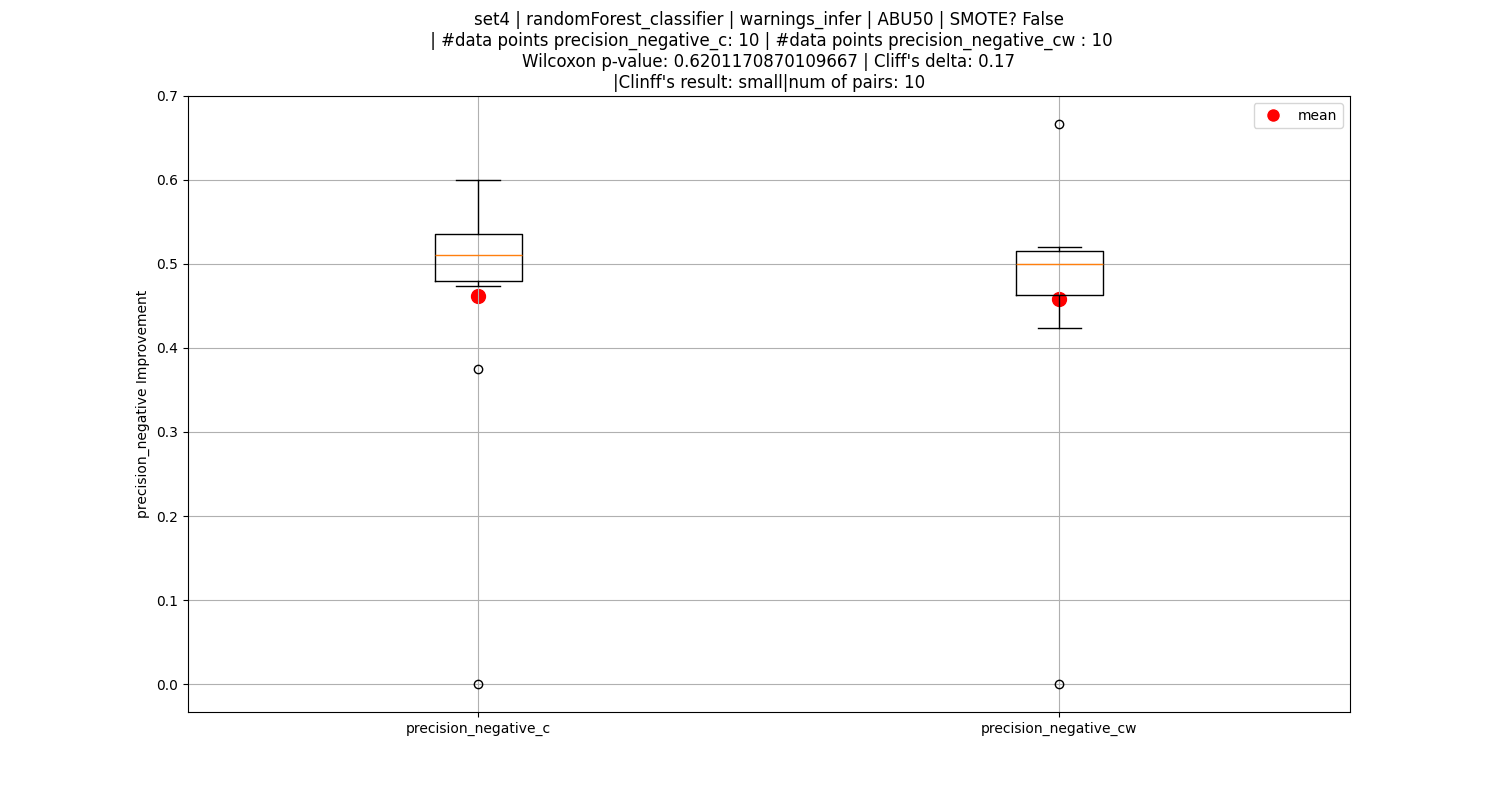 set4 | randomForest_classifier | warnings_infer | ABU50 | SMOTE? False
| #data points precision_negative_c: 10 | #data points precision_negative_cw : 10
Wilcoxon p-value: 0.6201170870109667 | Cliff's delta: 0.17
|Clinff's result: small|num of pairs: 10
mean
0.7
0.6
0.5
0.4
0.3
0.2
0.1
0.0
precision_negative Improvement
precision_negative_c
precision_negative_cw